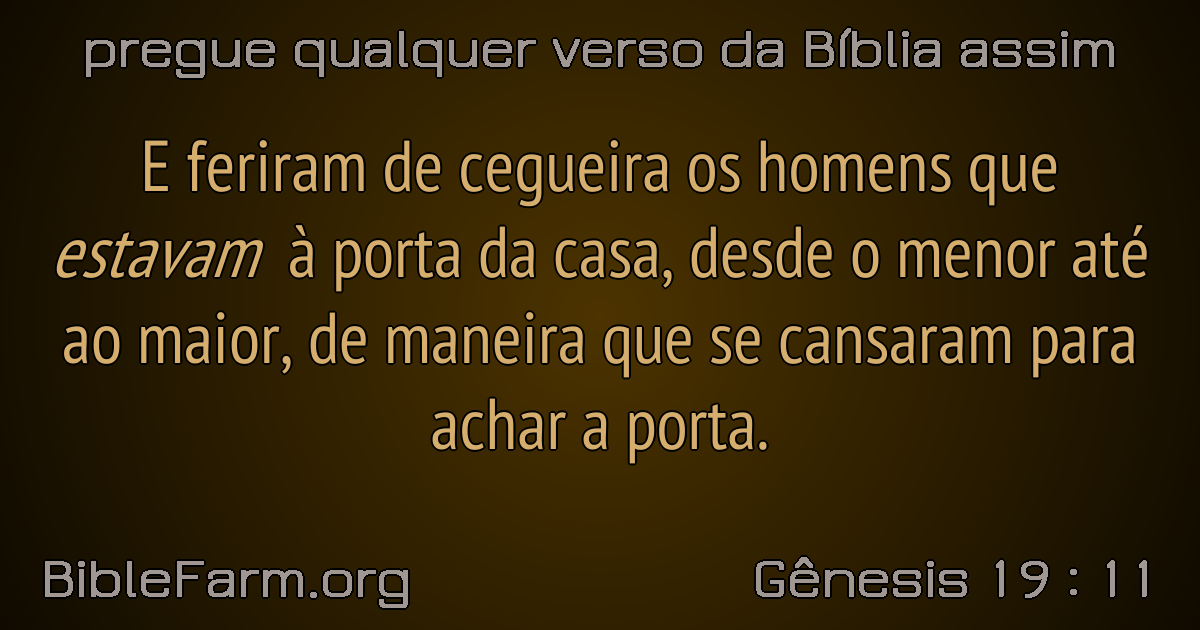 pregue qualquer verso da Bíblia assim
E feriram de cegueira os homens que
estavam à porta da casa, desde o menor até
ao maior, de maneira que se cansaram para
achar a porta.
BibleFarm.org
Gênesis 19 : 11